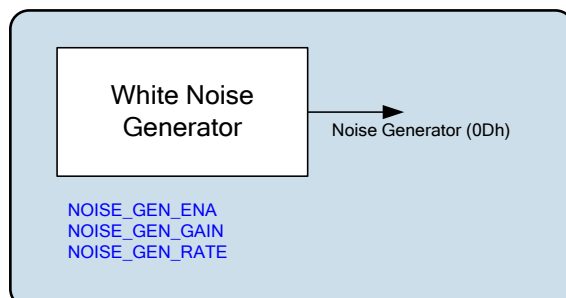 White Noise
Generator
Noise Generator (0Dh)
NOISE_GEN_ENA
NOISE_GEN_GAIN
NOISE_GEN_RATE